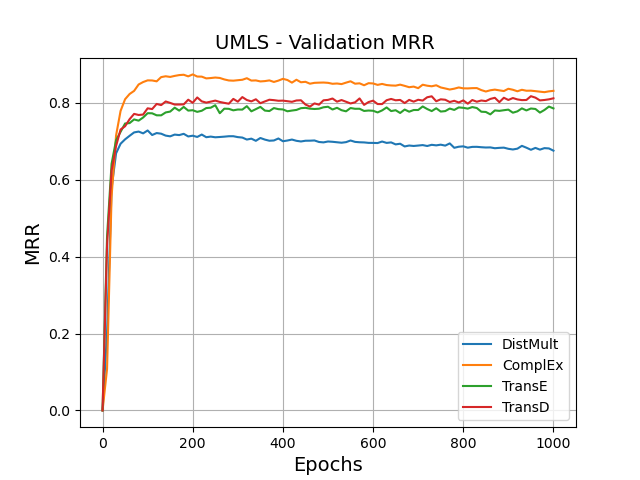 UMLS - Validation MRR
MRR
0.8
0.6
0.4
0.2
0.0
0 200 400 600 800 1000
Epochs
DistMult
ComplEx
TransE
TransD